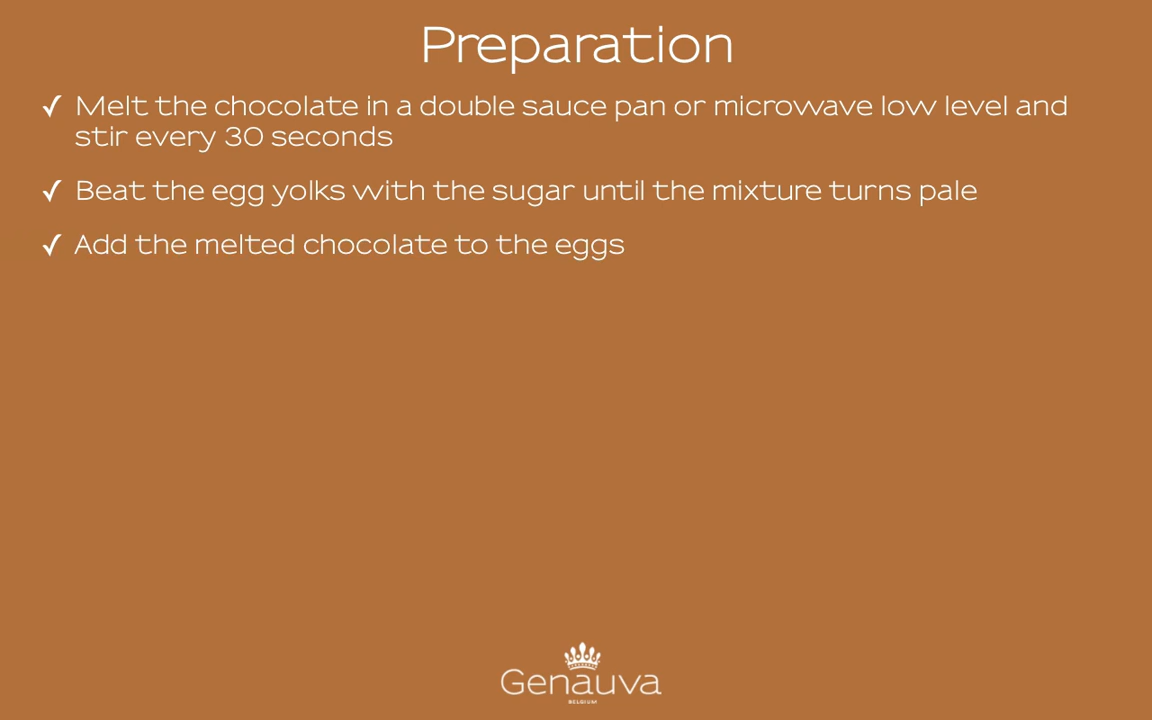 Preparation
✓ Melt the chocolate in a double sauce pan or microwave low level and
stir every 30 seconds
✓ Beat the egg yolks with the sugar until the mixture turns pale
✓ Add the melted chocolate to the eggs
Genauva
BELGIUM